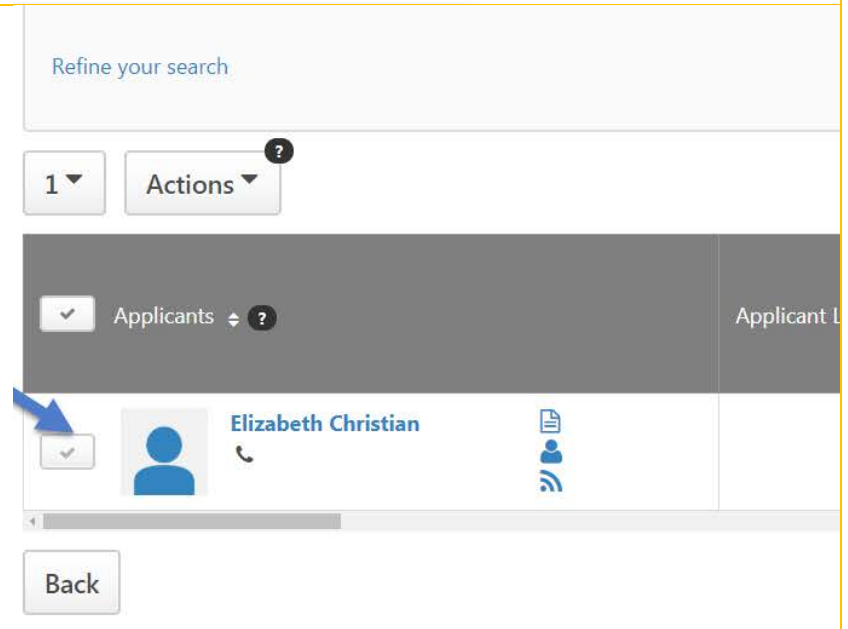 Refine your search
?
1 Actions
Applicants ?
Applicant L
Elizabeth Christian
Back